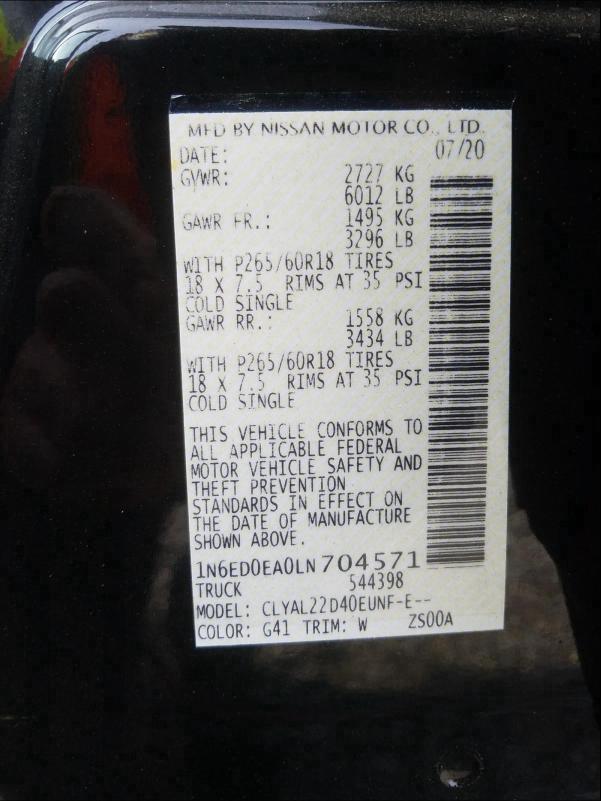 MFD BY NISSAN MOTOR CO., LTD.
DATE: 07/20
GVWR: 2727 KG
6012 LB
GAWR FR.: 1495 KG
3296 LB
WITH P265/60R18 TIRES
18 X 7.5 RIMS AT 35 PSI
COLD SINGLE
GAWR RR.: 1558 KG
3434 LB
WITH P265/60R18 TIRES
18 X 7.5 RIMS AT 35 PSI
COLD SINGLE
THIS VEHICLE CONFORMS TO
ALL APPLICABLE FEDERAL
MOTOR VEHICLE SAFETY AND
THEFT PREVENTION
STANDARDS IN EFFECT ON
THE DATE OF MANUFACTURE
SHOWN ABOVE.
1N6ED0EA0LN704571
TRUCK 544398
MODEL: CLYAL22D40EUNF-E--
COLOR: G41 TRIM: W ZS00A